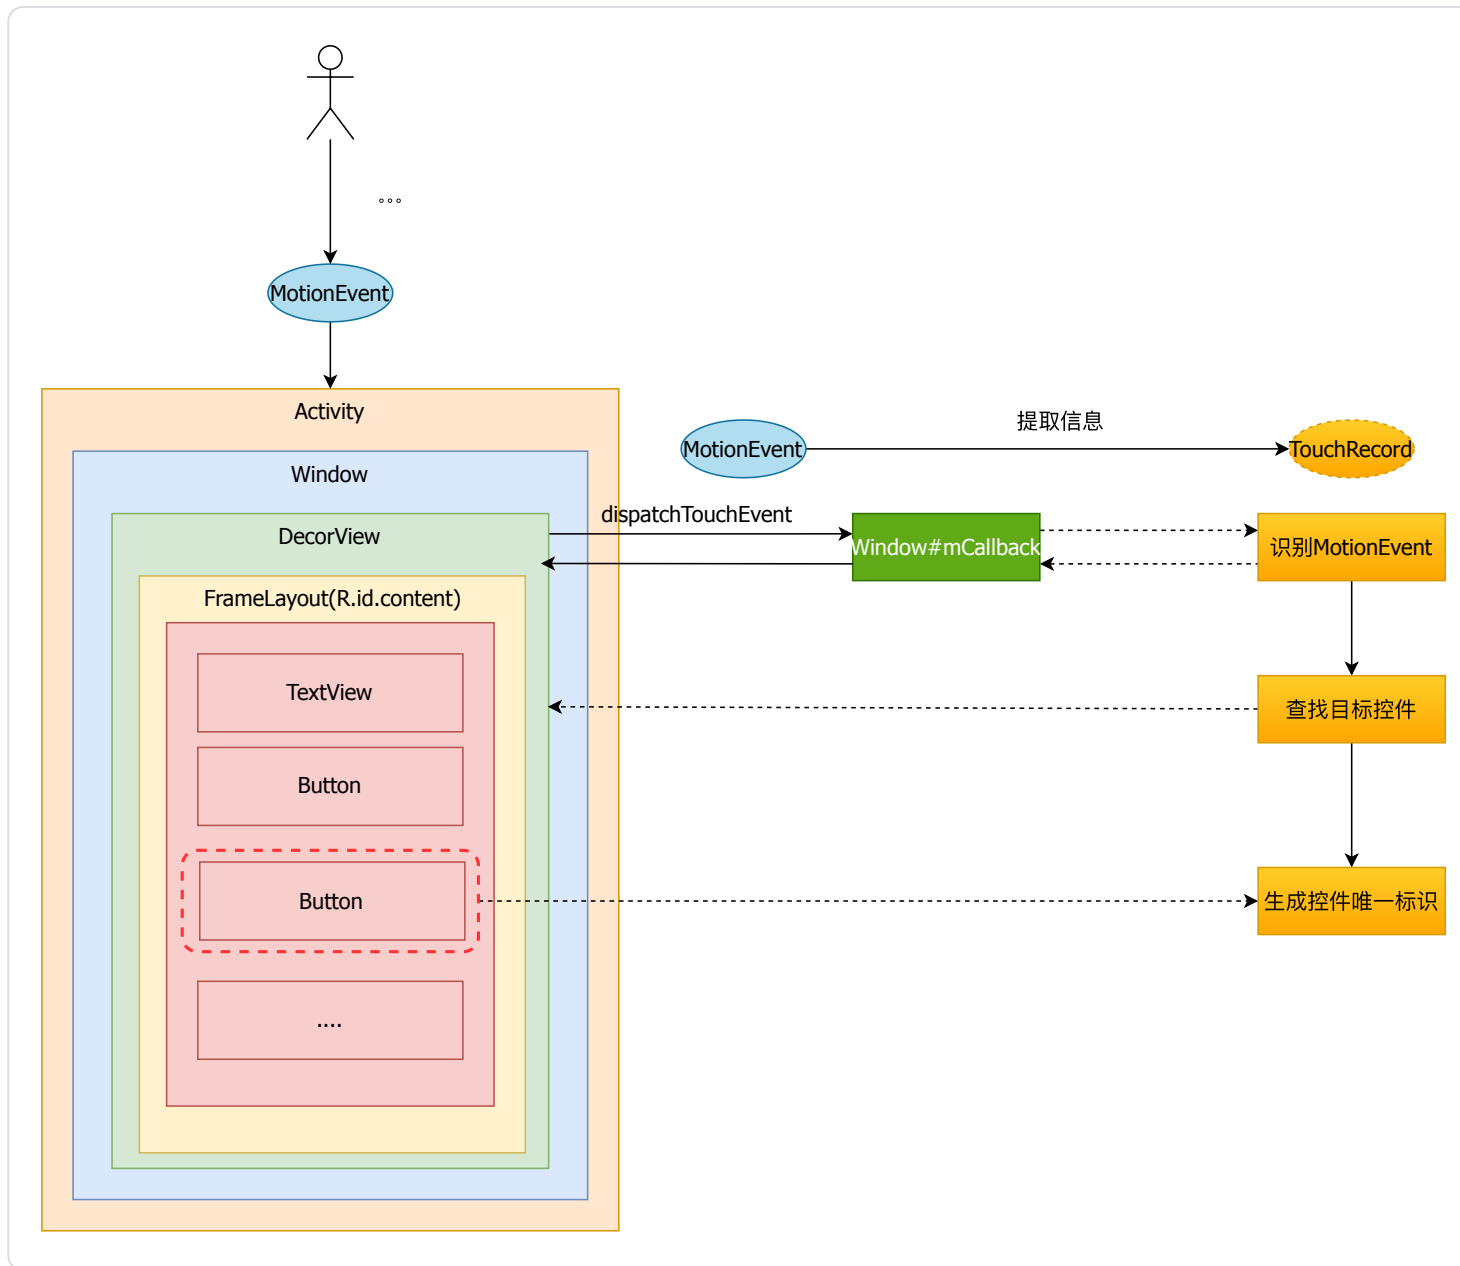 。。。
MotionEvent
Activity
Window
DecorView
FrameLayout(R.id.content)
TextView
Button
Button
....
MotionEvent
提取信息
TouchRecord
dispatchTouchEvent
Window#mCallback
识别MotionEvent
查找目标控件
生成控件唯一标识